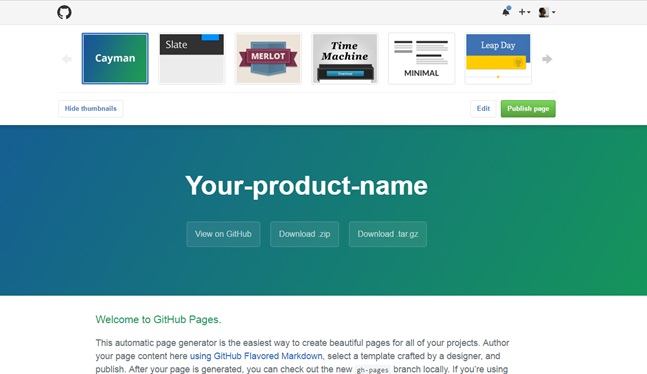 Cayman
Slate
MERLOT
Time
Machine
MINIMAL
Leap Day
Hide thumbnails
Edit
Publish page
Your-product-name
View on GitHub
Download .zip
Download .tar.gz
Welcome to GitHub Pages.
This automatic page generator is the easiest way to create beautiful pages for all of your projects. Author
your page content here using GitHub Flavored Markdown, select a template crafted by a designer, and
publish. After your page is generated, you can check out the new gh-pages branch locally. If you're using